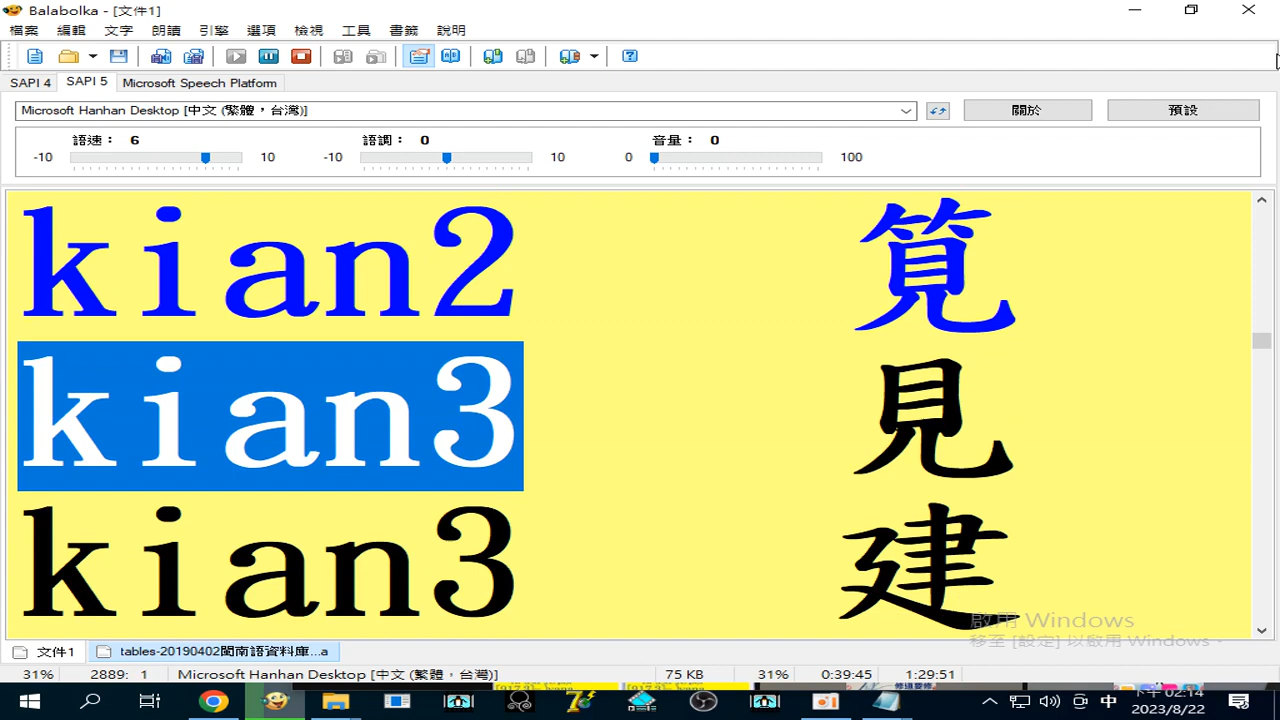 Balabolka - [文件1]
檔案 編輯 文字 朗讀 引擎 選項 檢視 工具 書籤 說明
SAPI 4 SAPI 5 Microsoft Speech Platform
Microsoft Hanhan Desktop [中文 (繁體，台灣)]
關於 預設
語速： 6 語調： 0 音量： 0
-10 10 -10 10 0 100
kian2 筧
kian3 見
kian3 建
啟用 Windows
移至 [設定] 以啟用 Windows。
文件1 tables-20190402閩南語資料庫...a
31% 2889: 1 Microsoft Hanhan Desktop [中文 (繁體，台灣)] 75 KB 31% 0:39:45 1:29:51
中 下午 02:14
2023/8/22